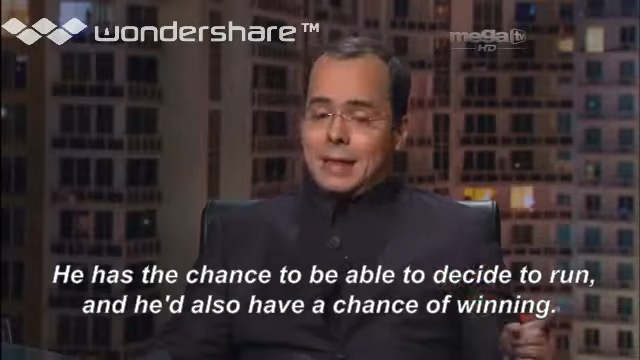 wondershare™
mega tv
HD
He has the chance to be able to decide to run,
and he'd also have a chance of winning.